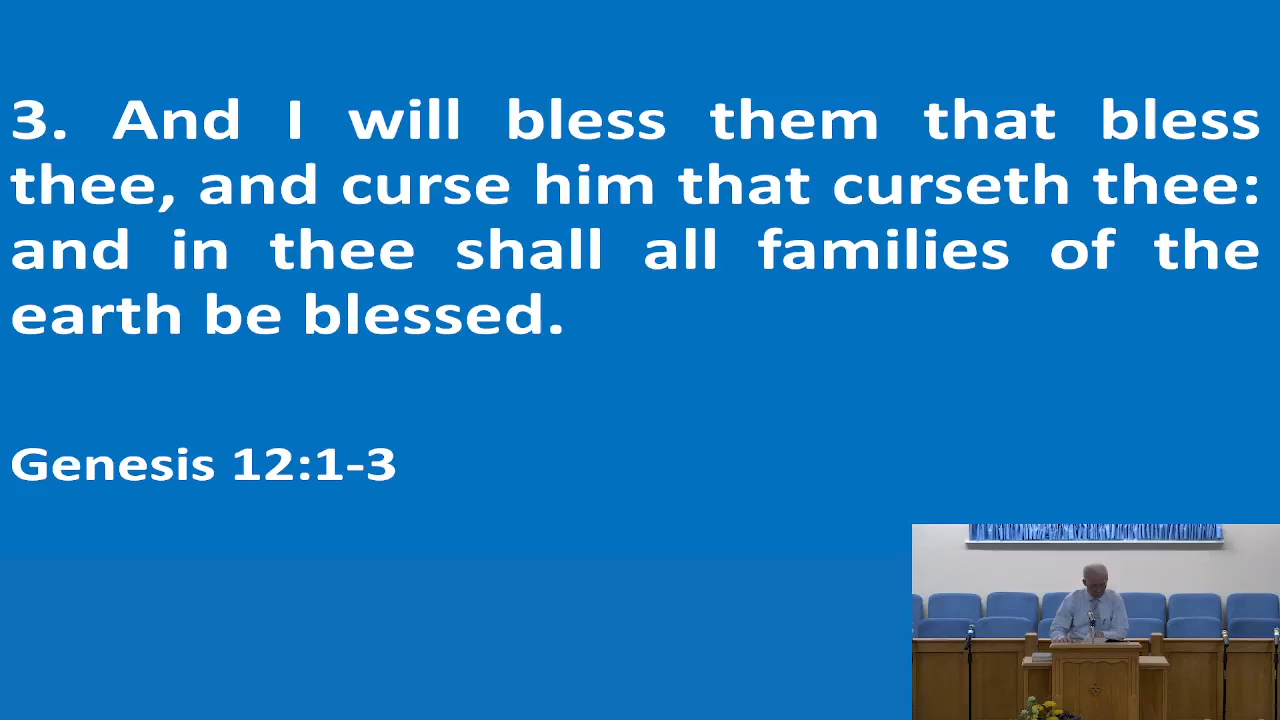 3. And I will bless them that bless
thee, and curse him that curseth thee:
and in thee shall all families of the
earth be blessed.
Genesis 12:1-3